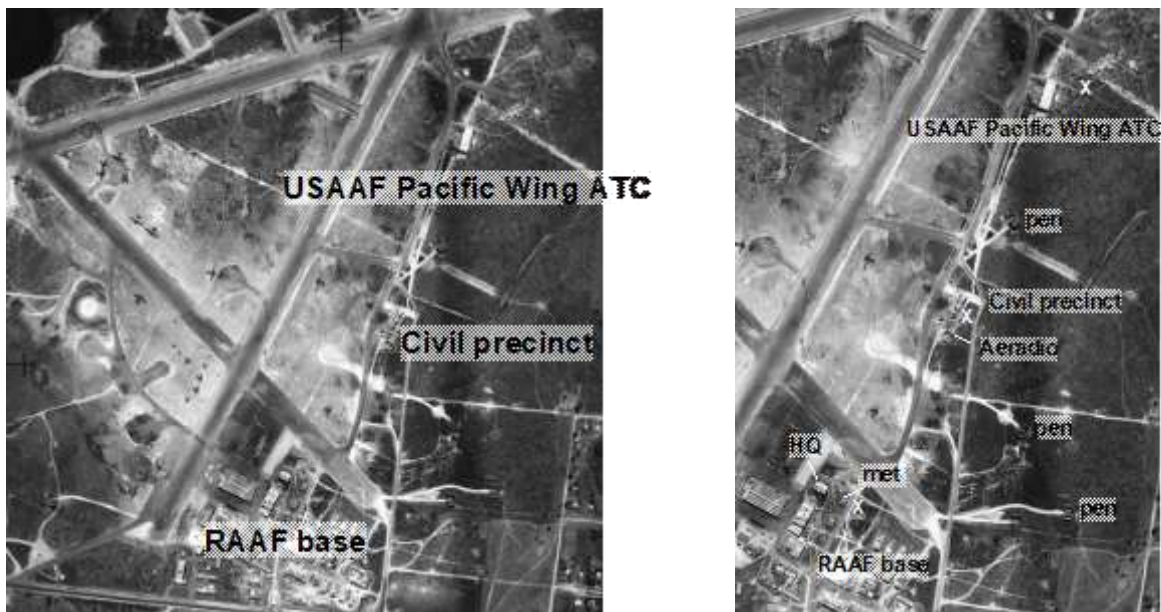 USAAF Pacific Wing ATC
Civil precinct
RAAF base
X
USAAF Pacific Wing ATC
pen
Civil precinct
X
Aeradio
pen
HQ
met
X
pen
RAAF base